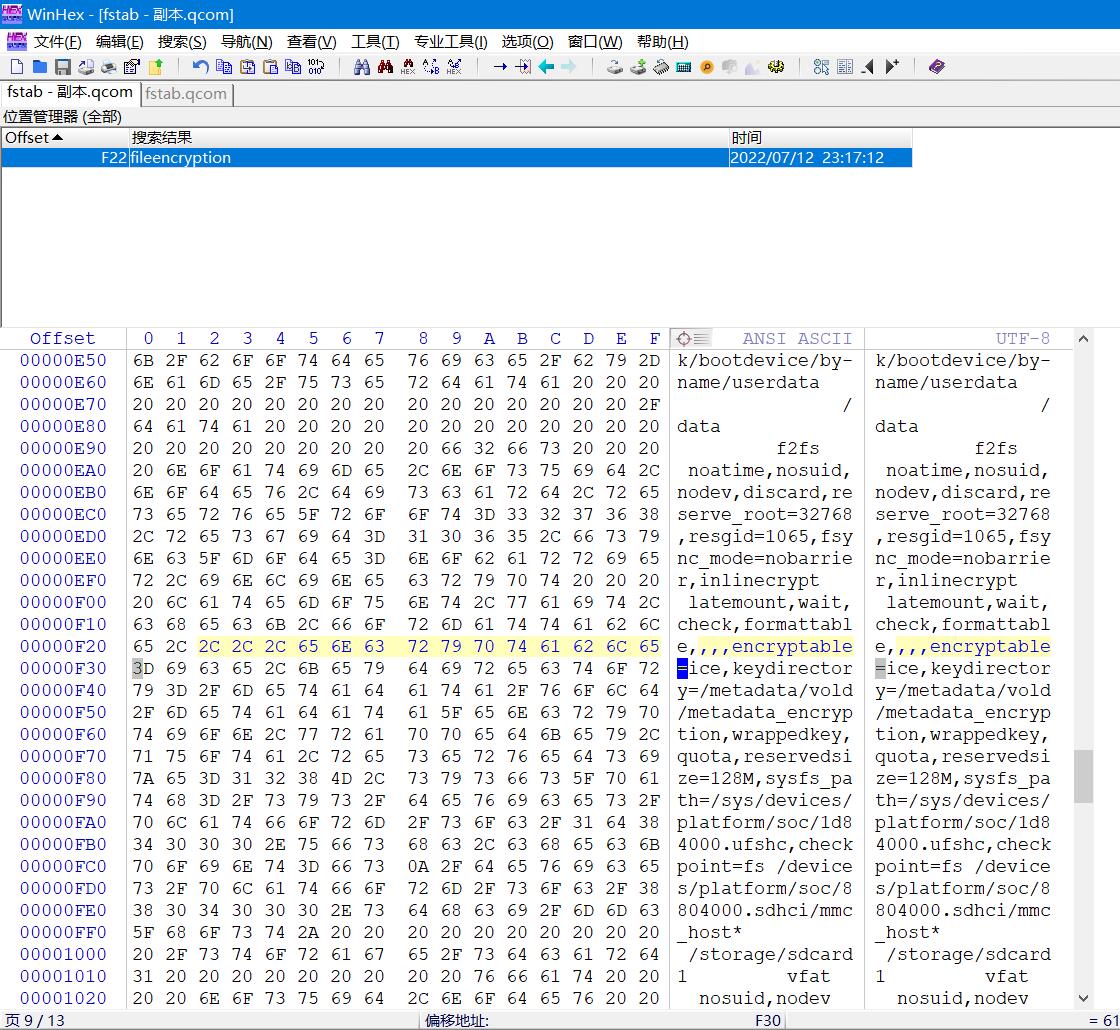 WinHex - [fstab - 副本.qcom]
文件(F) 编辑(E) 搜索(S) 导航(N) 查看(V) 工具(T) 专业工具(I) 选项(O) 窗口(W) 帮助(H)
fstab - 副本.qcom fstab.qcom
位置管理器 (全部)
Offset 搜索结果 时间
F22 fileencryption 2022/07/12 23:17:12
Offset 0 1 2 3 4 5 6 7 8 9 A B C D E F ANSI ASCII UTF-8
00000E50 6B 2F 62 6F 6F 74 64 65 76 69 63 65 2F 62 79 2D k/bootdevice/by- k/bootdevice/by-
00000E60 6E 61 6D 65 2F 75 73 65 72 64 61 74 61 20 20 20 name/userdata name/userdata
00000E70 20 20 20 20 20 20 20 20 20 20 20 20 20 20 20 2F / /
00000E80 64 61 74 61 20 20 20 20 20 20 20 20 20 20 20 20 data data
00000E90 20 20 20 20 20 20 20 20 20 66 32 66 73 20 20 20 f2fs f2fs
00000EA0 20 6E 6F 61 74 69 6D 65 2C 6E 6F 73 75 69 64 2C noatime,nosuid, noatime,nosuid,
00000EB0 6E 6F 64 65 76 2C 64 69 73 63 61 72 64 2C 72 65 nodev,discard,re nodev,discard,re
00000EC0 73 65 72 76 65 5F 72 6F 6F 74 3D 33 32 37 36 38 serve_root=32768 serve_root=32768
00000ED0 2C 72 65 73 67 69 64 3D 31 30 36 35 2C 66 73 79 ,resgid=1065,fsy ,resgid=1065,fsy
00000EE0 6E 63 5F 6D 6F 64 65 3D 6E 6F 62 61 72 72 69 65 nc_mode=nobarrie nc_mode=nobarrie
00000EF0 72 2C 69 6E 6C 69 6E 65 63 72 79 70 74 20 20 20 r,inlinecrypt r,inlinecrypt
00000F00 20 6C 61 74 65 6D 6F 75 6E 74 2C 77 61 69 74 2C latemount,wait, latemount,wait,
00000F10 63 68 65 63 6B 2C 66 6F 72 6D 61 74 74 61 62 6C check,formattabl check,formattabl
00000F20 65 2C 2C 2C 2C 65 6E 63 72 79 70 74 61 62 6C 65 e,,,,encryptable e,,,,encryptable
00000F30 3D 69 63 65 2C 6B 65 79 64 69 72 65 63 74 6F 72 =ice,keydirector =ice,keydirector
00000F40 79 3D 2F 6D 65 74 61 64 61 74 61 2F 76 6F 6C 64 y=/metadata/vold y=/metadata/vold
00000F50 2F 6D 65 74 61 64 61 74 61 5F 65 6E 63 72 79 70 /metadata_encryp /metadata_encryp
00000F60 74 69 6F 6E 2C 77 72 61 70 70 65 64 6B 65 79 2C tion,wrappedkey, tion,wrappedkey,
00000F70 71 75 6F 74 61 2C 72 65 73 65 72 76 65 64 73 69 quota,reservedsi quota,reservedsi
00000F80 7A 65 3D 31 32 38 4D 2C 73 79 73 66 73 5F 70 61 ze=128M,sysfs_pa ze=128M,sysfs_pa
00000F90 74 68 3D 2F 73 79 73 2F 64 65 76 69 63 65 73 2F th=/sys/devices/ th=/sys/devices/
00000FA0 70 6C 61 74 66 6F 72 6D 2F 73 6F 63 2F 31 64 38 platform/soc/1d8 platform/soc/1d8
00000FB0 34 30 30 30 2E 75 66 73 68 63 2C 63 68 65 63 6B 4000.ufshc,check 4000.ufshc,check
00000FC0 70 6F 69 6E 74 3D 66 73 0A 2F 64 65 76 69 63 65 point=fs /device point=fs /device
00000FD0 73 2F 70 6C 61 74 66 6F 72 6D 2F 73 6F 63 2F 38 s/platform/soc/8 s/platform/soc/8
00000FE0 38 30 34 30 30 30 2E 73 64 68 63 69 2F 6D 6D 63 804000.sdhci/mmc 804000.sdhci/mmc
00000FF0 5F 68 6F 73 74 2A 20 20 20 20 20 20 20 20 20 20 _host* _host*
00001000 20 2F 73 74 6F 72 61 67 65 2F 73 64 63 61 72 64 /storage/sdcard /storage/sdcard
00001010 31 20 20 20 20 20 20 20 20 20 76 66 61 74 20 20 1 vfat 1 vfat
00001020 20 20 6E 6F 73 75 69 64 2C 6E 6F 64 65 76 20 20 nosuid,nodev nosuid,nodev
页 9 / 13 偏移地址: F30 = 61